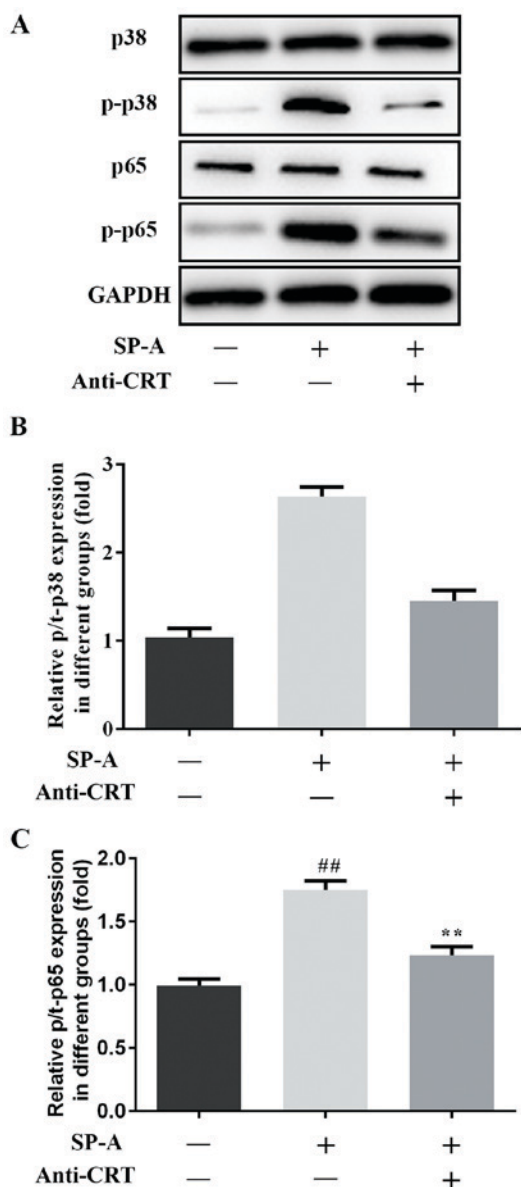 A
p38
p-p38
p65
p-p65
GAPDH
SP-A — + +
Anti-CRT — — +
B
Relative p/t-p38 expression
in different groups (fold)
3
2
1
0
SP-A — + +
Anti-CRT — — +
C
Relative p/t-p65 expression
in different groups (fold)
2.0
1.5
1.0
0.5
0.0
##
**
SP-A — + +
Anti-CRT — — +